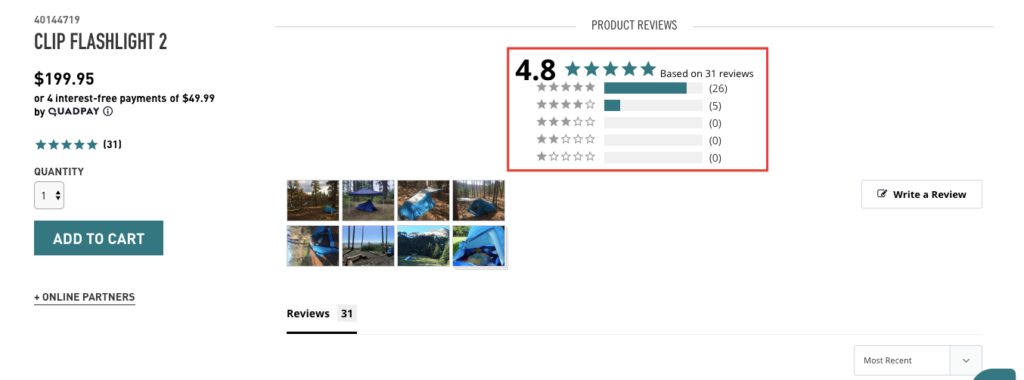 40144719
CLIP FLASHLIGHT 2
$199.95
or 4 interest-free payments of $49.99
by QUADPAY
(31)
QUANTITY
1
ADD TO CART
+ ONLINE PARTNERS
PRODUCT REVIEWS
4.8 Based on 31 reviews
(26)
(5)
(0)
(0)
(0)
Write a Review
Reviews 31
Most Recent